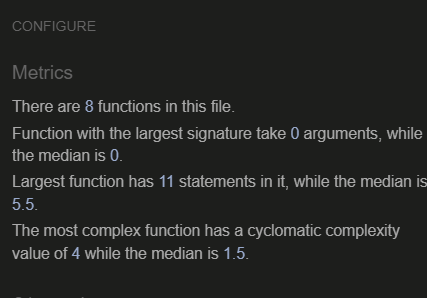 CONFIGURE
Metrics
There are 8 functions in this file.
Function with the largest signature take 0 arguments, while
the median is 0.
Largest function has 11 statements in it, while the median is
5.5.
The most complex function has a cyclomatic complexity
value of 4 while the median is 1.5.